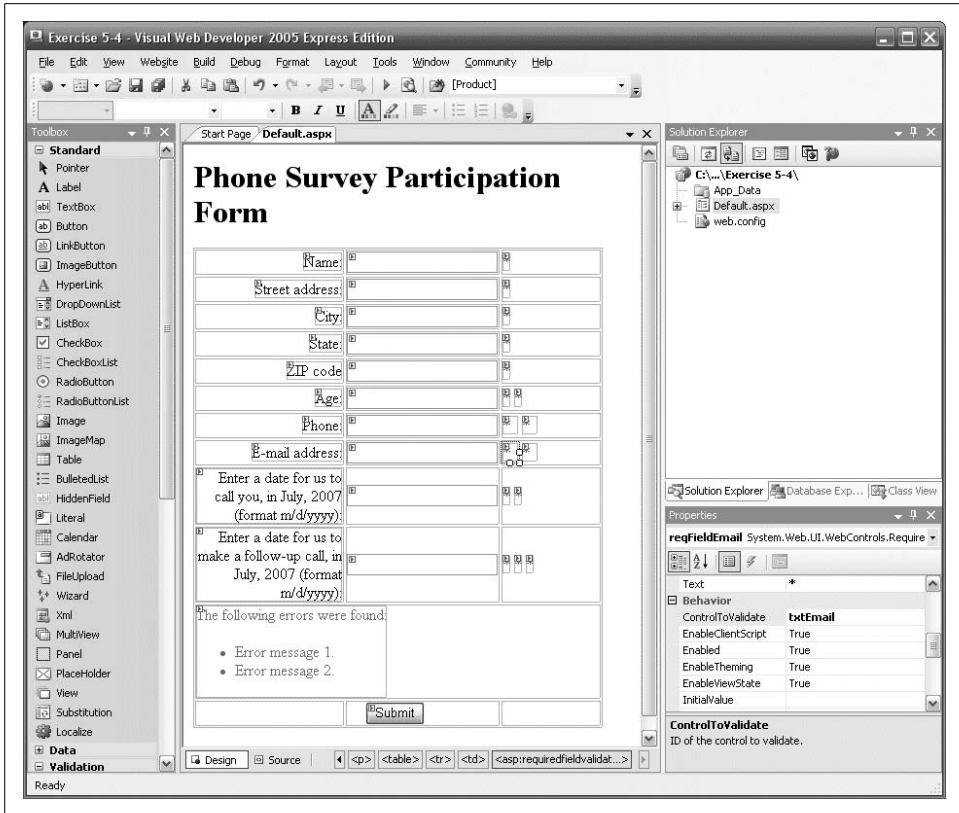 Exercise 5-4 - Visual Web Developer 2005 Express Edition
File Edit View Website Build Debug Format Layout Tools Window Community Help
[Product]
B I U A
Toolbox
Standard
Pointer
A Label
abl TextBox
ab Button
ab LinkButton
ImageButton
A HyperLink
DropDownList
ListBox
CheckBox
CheckBoxList
RadioButton
RadioButtonList
Image
ImageMap
Table
BulletedList
abl HiddenField
Literal
Calendar
AdRotator
FileUpload
Wizard
Xml
MultiView
Panel
PlaceHolder
View
Substitution
Localize
Data
Validation
Start Page Default.aspx
Phone Survey Participation
Form
Name:
Street address:
City:
State:
ZIP code
Age:
Phone:
E-mail address:
Enter a date for us to
call you, in July, 2007
(format m/d/yyyy):
Enter a date for us to
make a follow-up call, in
July, 2007 (format
m/d/yyyy):
The following errors were found:
• Error message 1.
• Error message 2.
Submit
Design Source <p> <table> <tr> <td> <asp:requiredfieldvalidat...>
Solution Explorer
C:\...\Exercise 5-4\
App_Data
Default.aspx
web.config
Solution Explorer Database Exp... Class View
Properties
reqFieldEmail System.Web.UI.WebControls.Require
Text *
Behavior
ControlToValidate txtEmail
EnableClientScript True
Enabled True
EnableTheming True
EnableViewState True
InitialValue
ControlToValidate
ID of the control to validate.
Ready